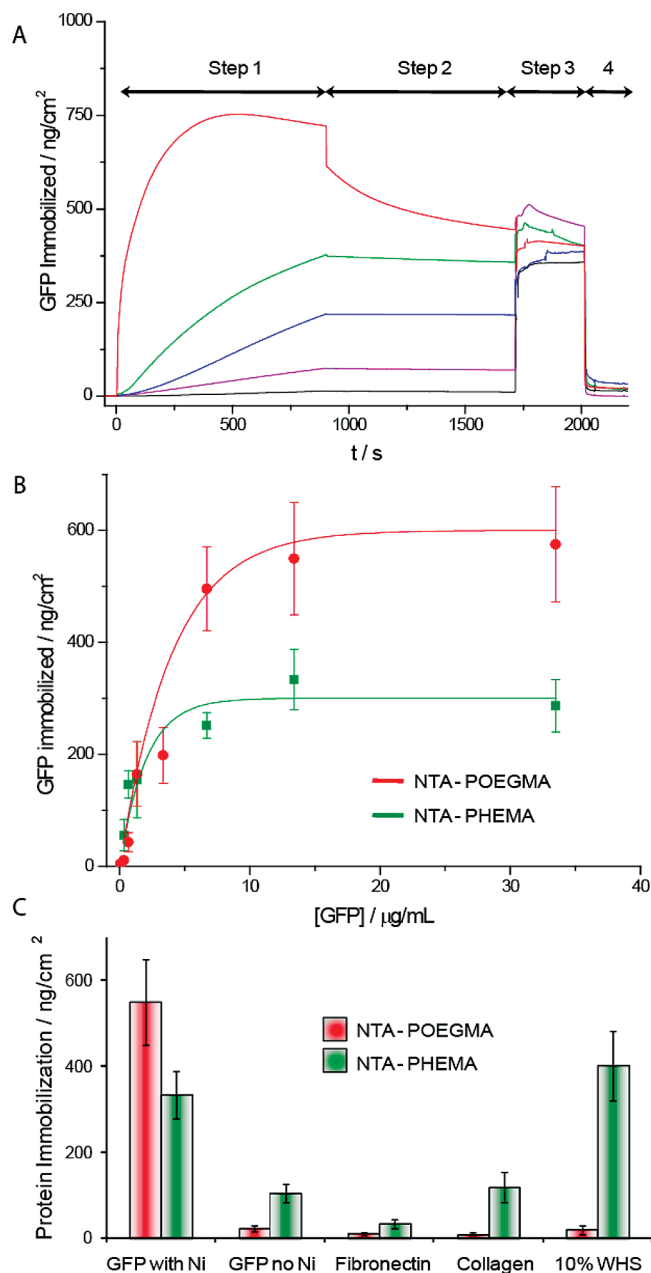 A
Step 1 Step 2 Step 3 4
1000
750
500
250
0
GFP Immobilized / ng/cm²
0 500 1000 1500 2000
t / s
B
600
400
200
0
GFP immobilized / ng/cm²
NTA-POEGMA
NTA-PHEMA
0 10 20 30 40
[GFP] / µg/mL
C
600
400
200
0
Protein Immobilization / ng/cm²
NTA-POEGMA
NTA-PHEMA
GFP with Ni GFP no Ni Fibronectin Collagen 10% WHS